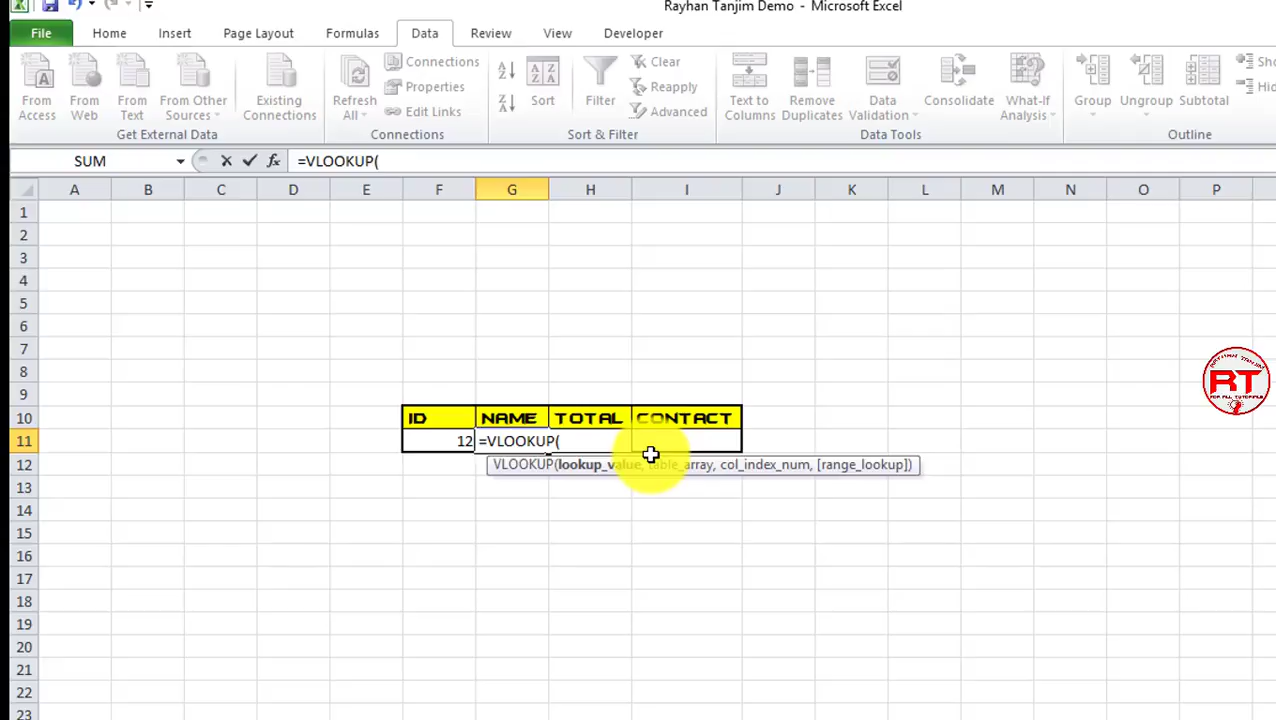 Rayhan Tanjim Demo - Microsoft Excel
File Home Insert Page Layout Formulas Data Review View Developer
From Access
From Web
From Text
From Other Sources
Existing Connections
Get External Data
Refresh All
Connections
Properties
Edit Links
Connections
Sort
Filter
Clear
Reapply
Advanced
Sort & Filter
Text to Columns
Remove Duplicates
Data Validation
Consolidate
What-If Analysis
Data Tools
Group
Ungroup
Subtotal
Outline
SUM fx =VLOOKUP(
A B C D E F G H I J K L M N O P
1
2
3
4
5
6
7
8
9
10 ID NAME TOTAL CONTACT
11 12 =VLOOKUP(
12 VLOOKUP(lookup_value, table_array, col_index_num, [range_lookup])
13
14
15
16
17
18
19
20
21
22
23
RT
FOR ALL TUTORIALS